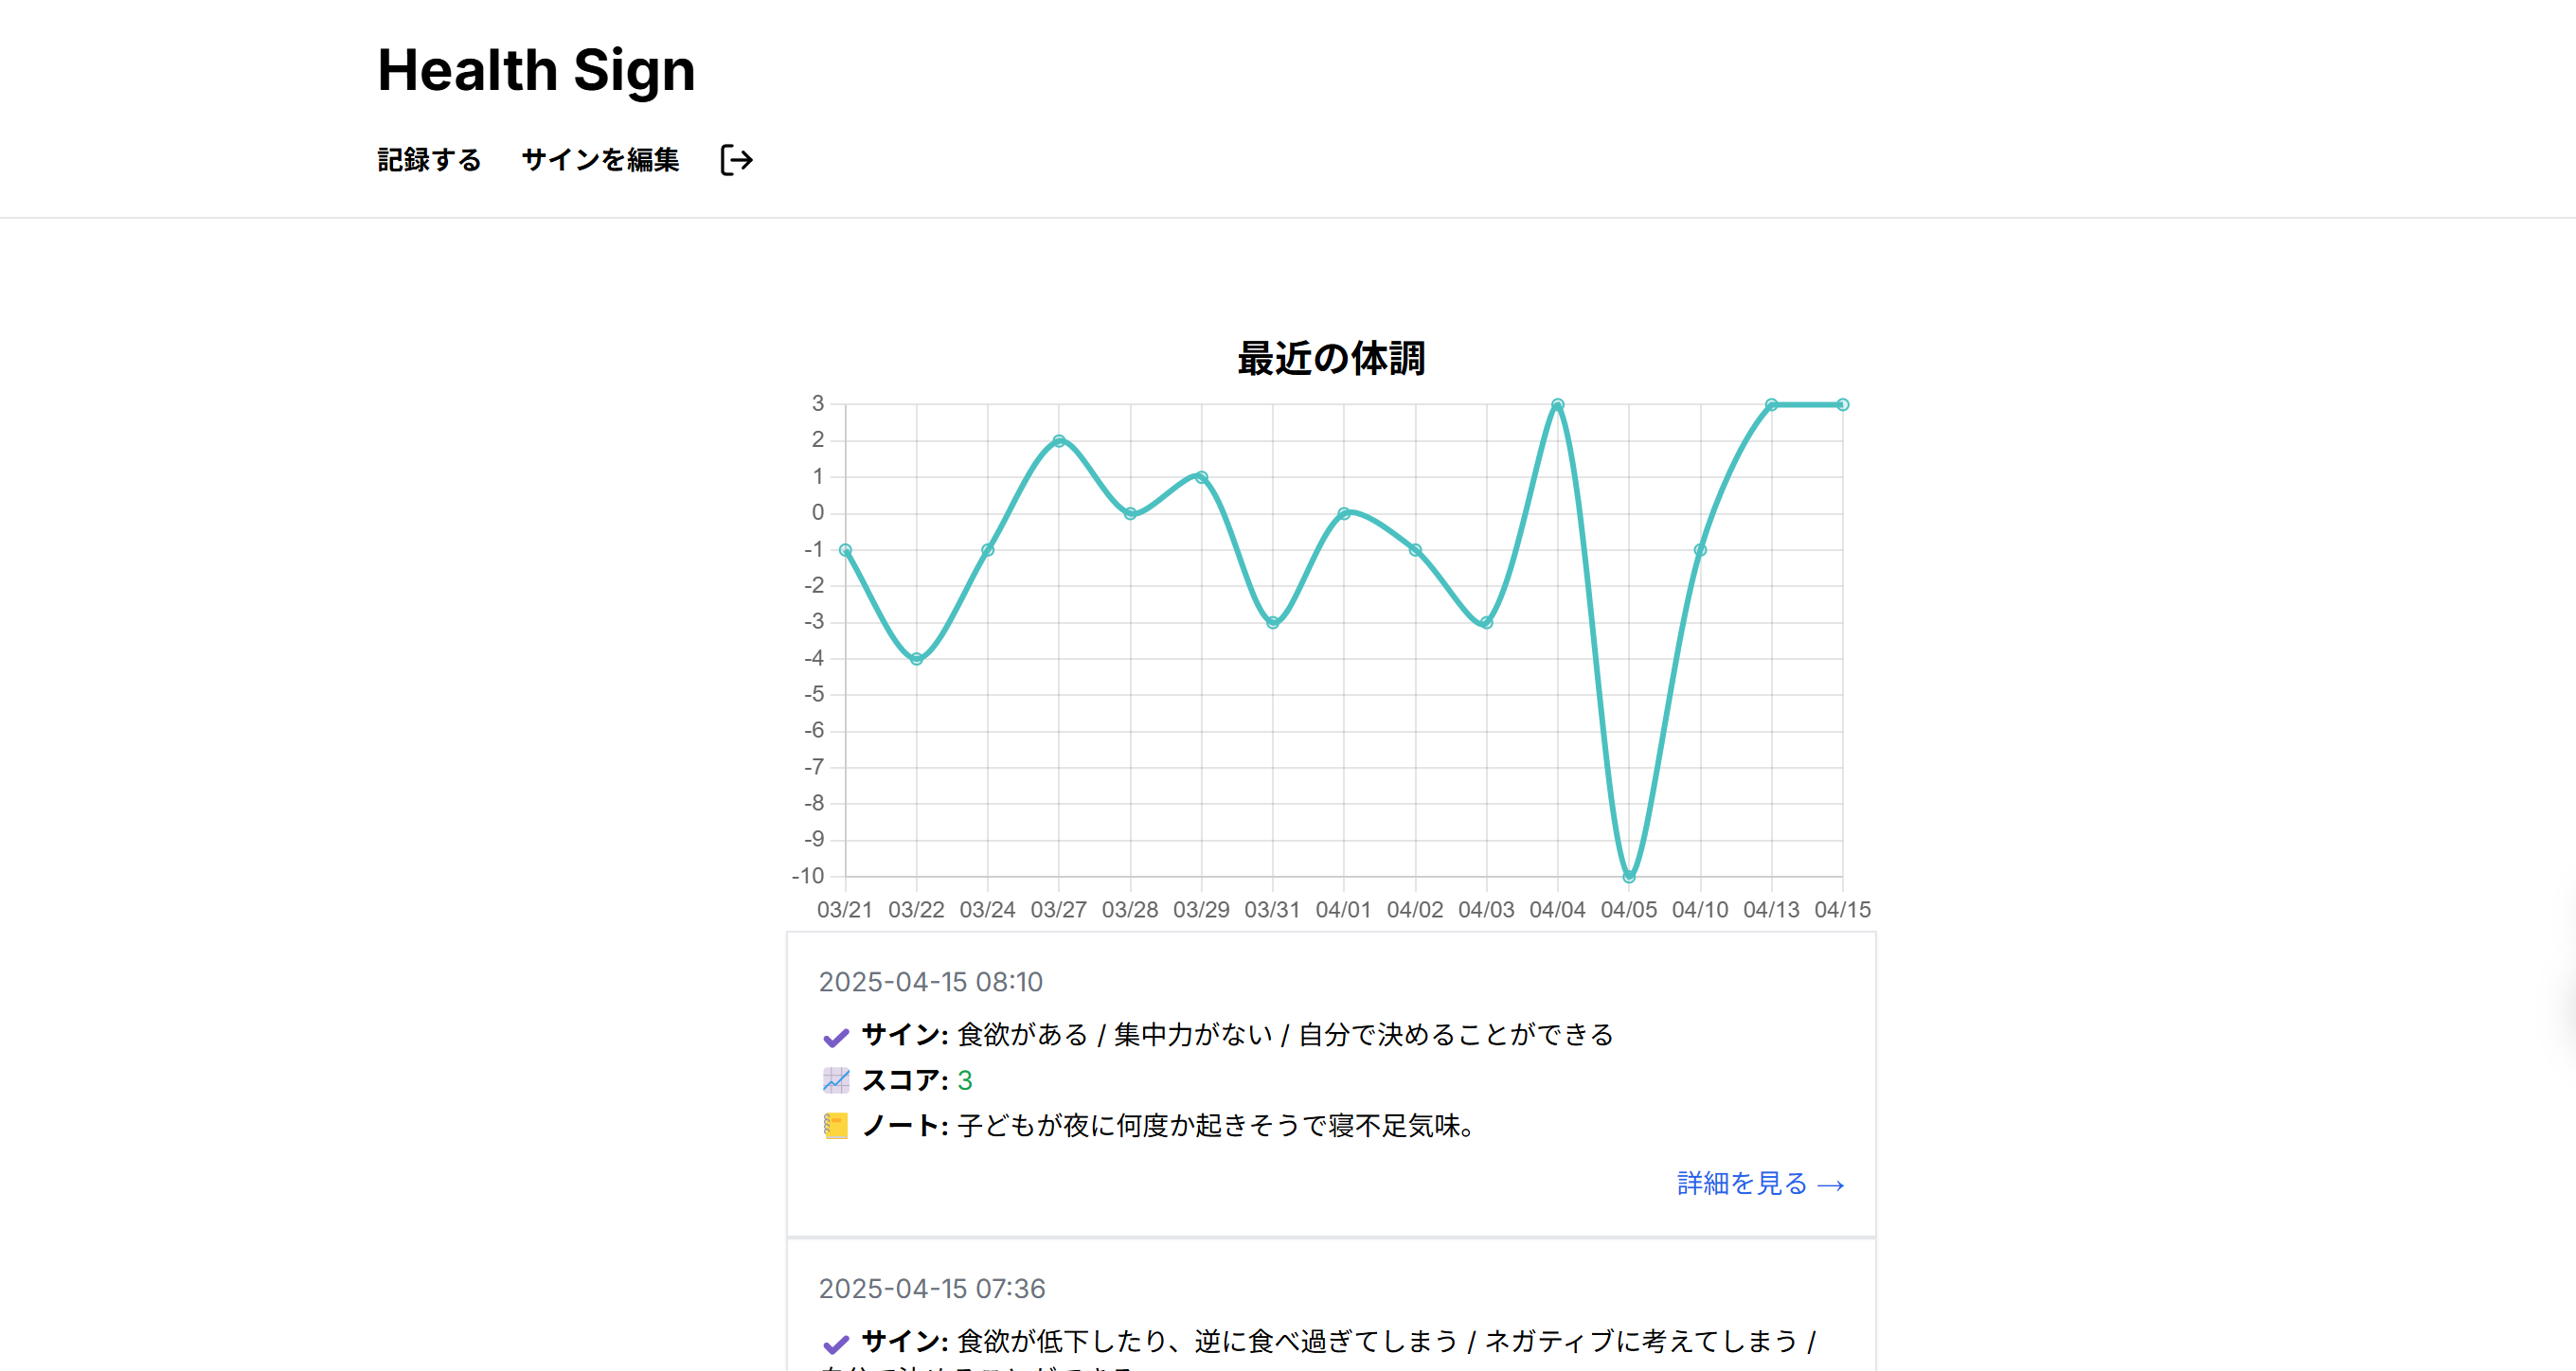 Health Sign
記録する サインを編集
最近の体調
3
2
1
0
-1
-2
-3
-4
-5
-6
-7
-8
-9
-10
03/21 03/22 03/24 03/27 03/28 03/29 03/31 04/01 04/02 04/03 04/04 04/05 04/10 04/13 04/15
2025-04-15 08:10
サイン: 食欲がある / 集中力がない / 自分で決めることができる
スコア: 3
ノート: 子どもが夜に何度か起きそうで寝不足気味。
詳細を見る →
2025-04-15 07:36
サイン: 食欲が低下したり、逆に食べ過ぎてしまう / ネガティブに考えてしまう /